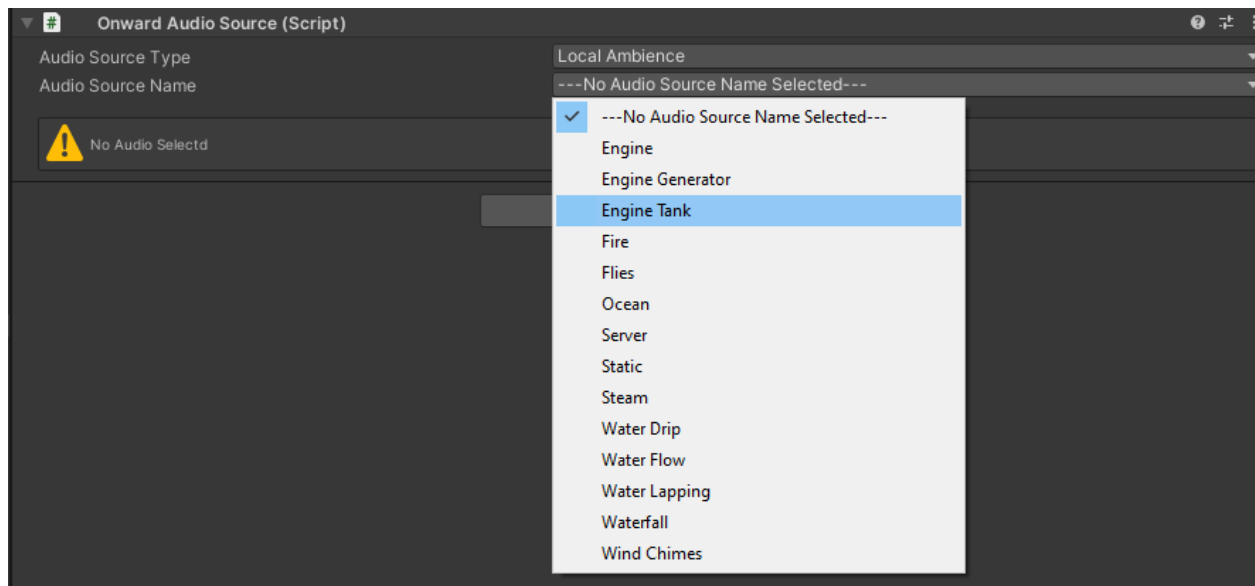 # Onward Audio Source (Script)
Audio Source Type Local Ambience
Audio Source Name ---No Audio Source Name Selected---
No Audio Selectd
---No Audio Source Name Selected---
Engine
Engine Generator
Engine Tank
Fire
Flies
Ocean
Server
Static
Steam
Water Drip
Water Flow
Water Lapping
Waterfall
Wind Chimes